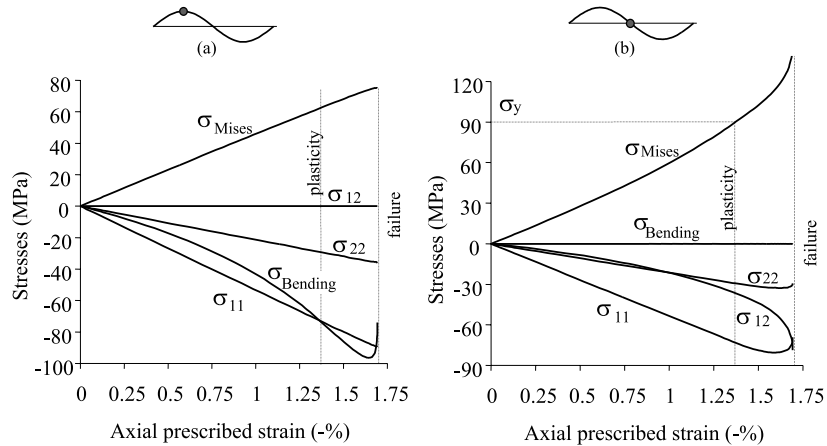 (a)
80
60
40
20
0
-20
-40
-60
-80
-100
Stresses (MPa)
σMises
plasticity
σ12
σ22
σBending
σ11
failure
0 0.25 0.5 0.75 1 1.25 1.5 1.75
Axial prescribed strain (-%)
(b)
120
90
60
30
0
-30
-60
-90
Stresses (MPa)
σy
σMises
plasticity
σBending
σ22
σ12
σ11
failure
0 0.25 0.5 0.75 1 1.25 1.5 1.75
Axial prescribed strain (-%)